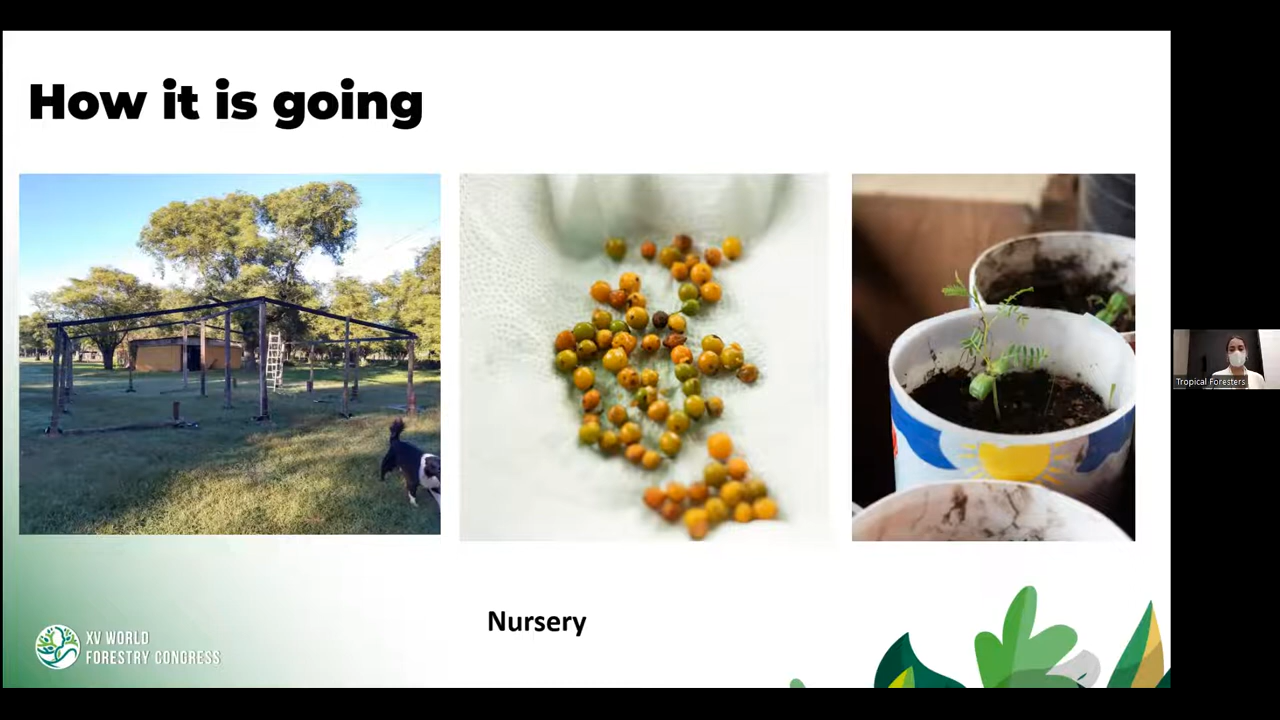 How it is going
Tropical Foresters
Nursery
XV WORLD
FORESTRY CONGRESS